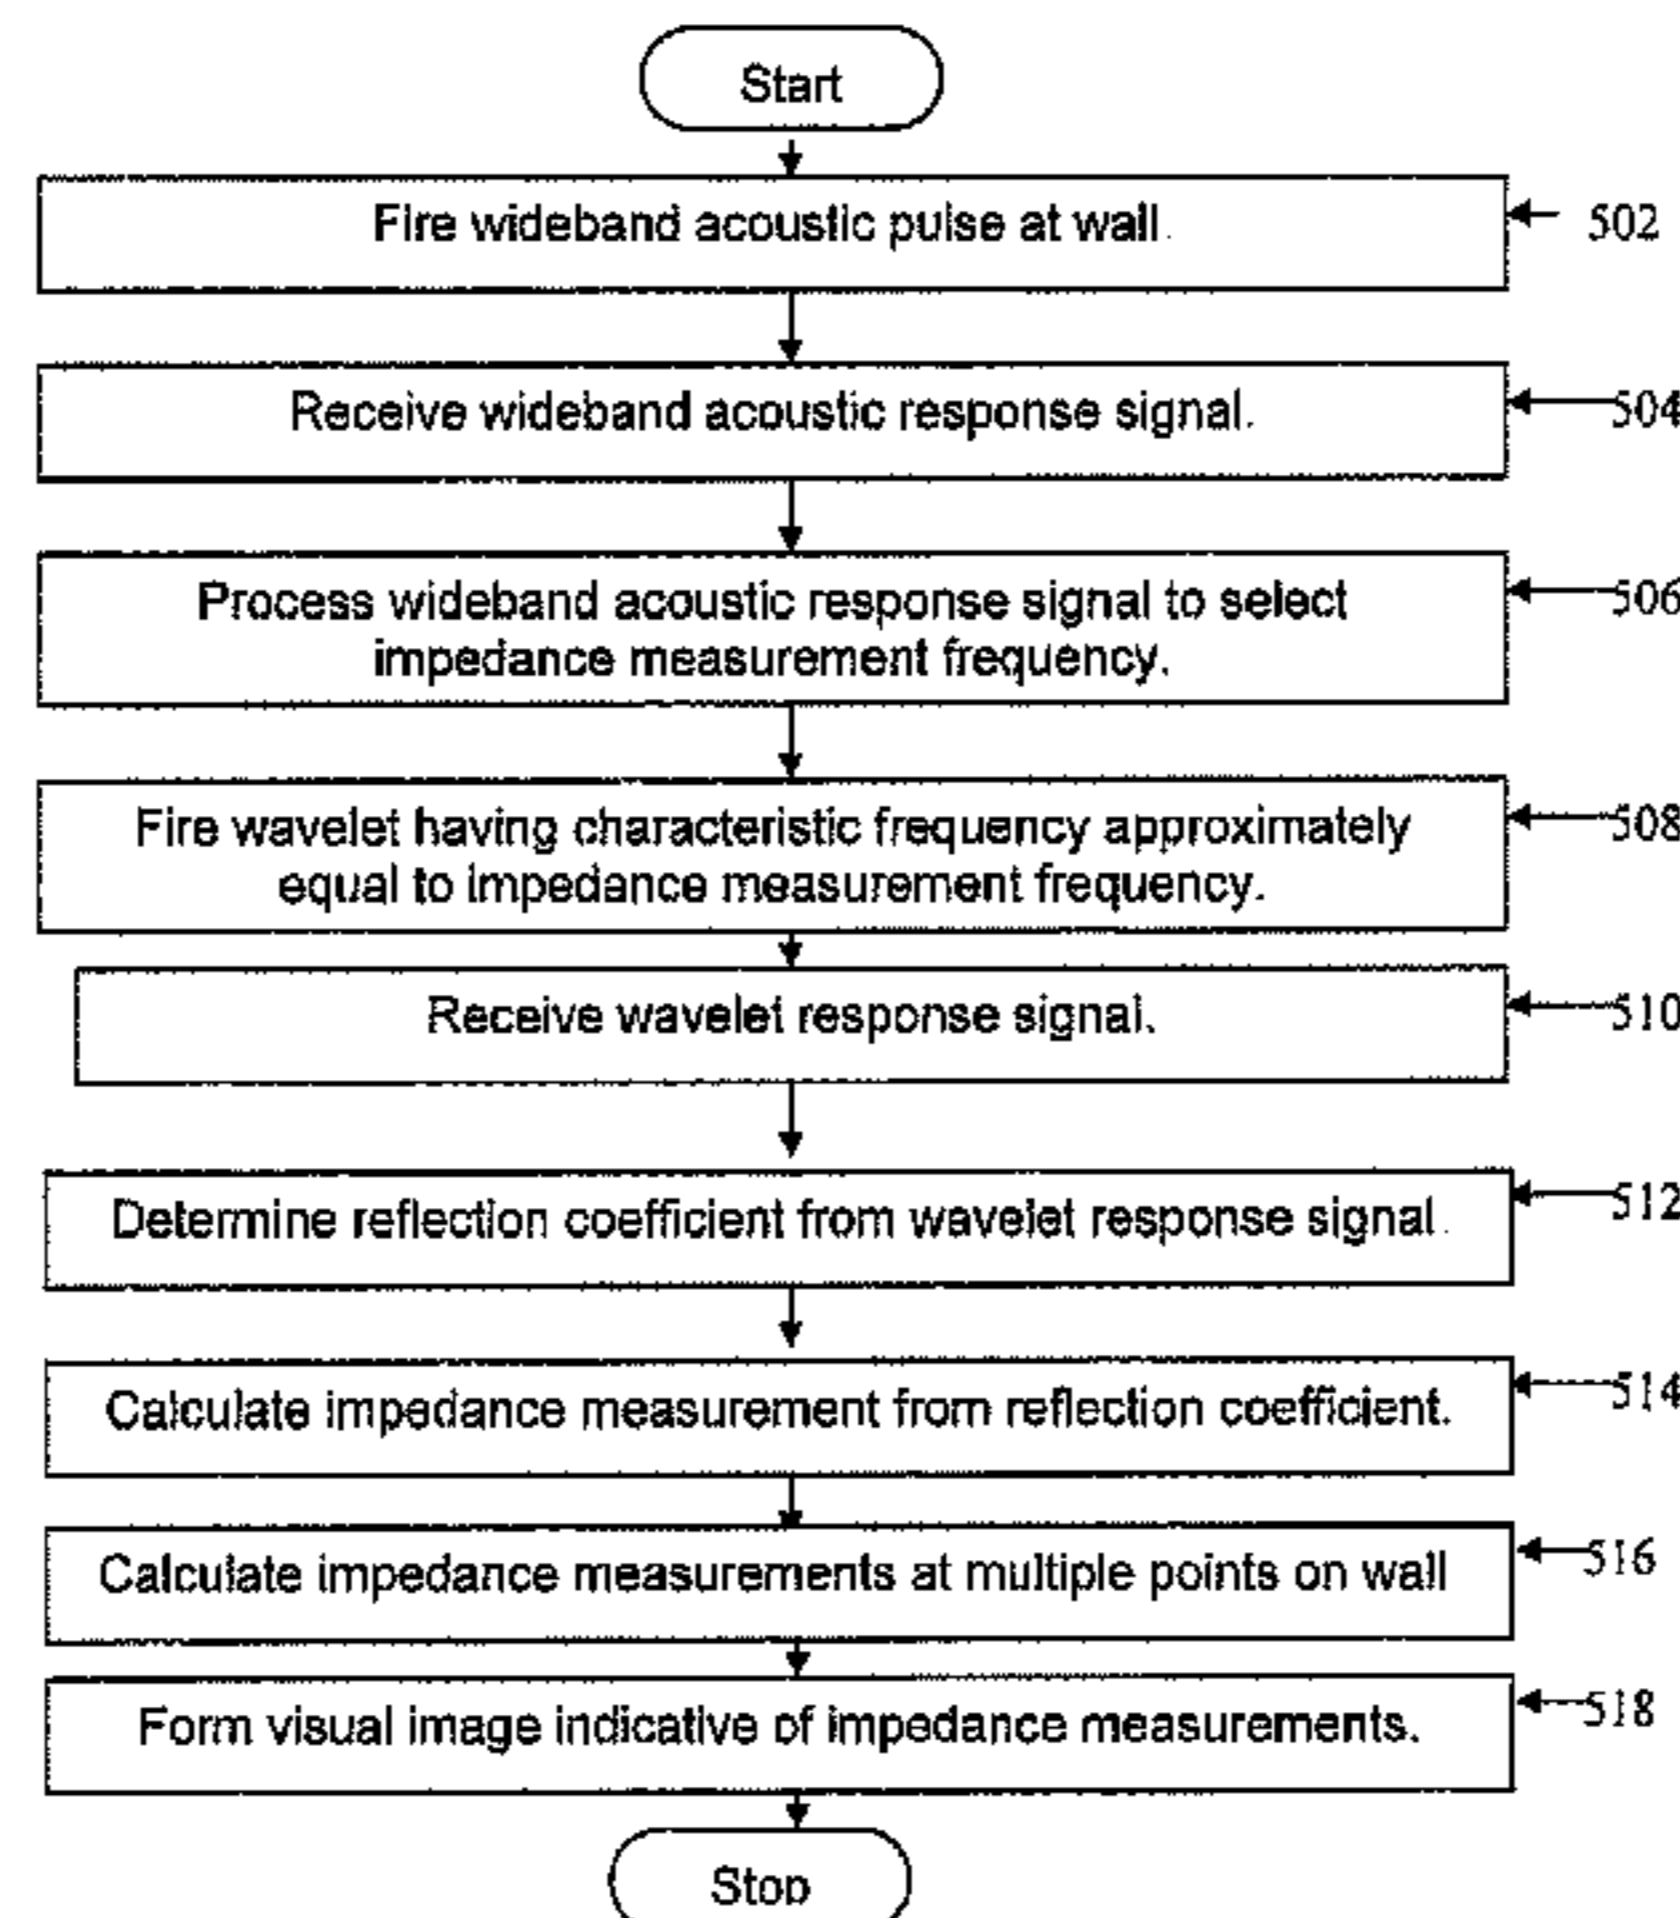 Start
Fire wideband acoustic pulse at wall.
502
Receive wideband acoustic response signal.
504
Process wideband acoustic response signal to select
impedance measurement frequency.
506
Fire wavelet having characteristic frequency approximately
equal to impedance measurement frequency.
508
Receive wavelet response signal.
510
Determine reflection coefficient from wavelet response signal.
512
Calculate impedance measurement from reflection coefficient.
514
Calculate impedance measurements at multiple points on wall
516
Form visual image indicative of impedance measurements.
518
Stop